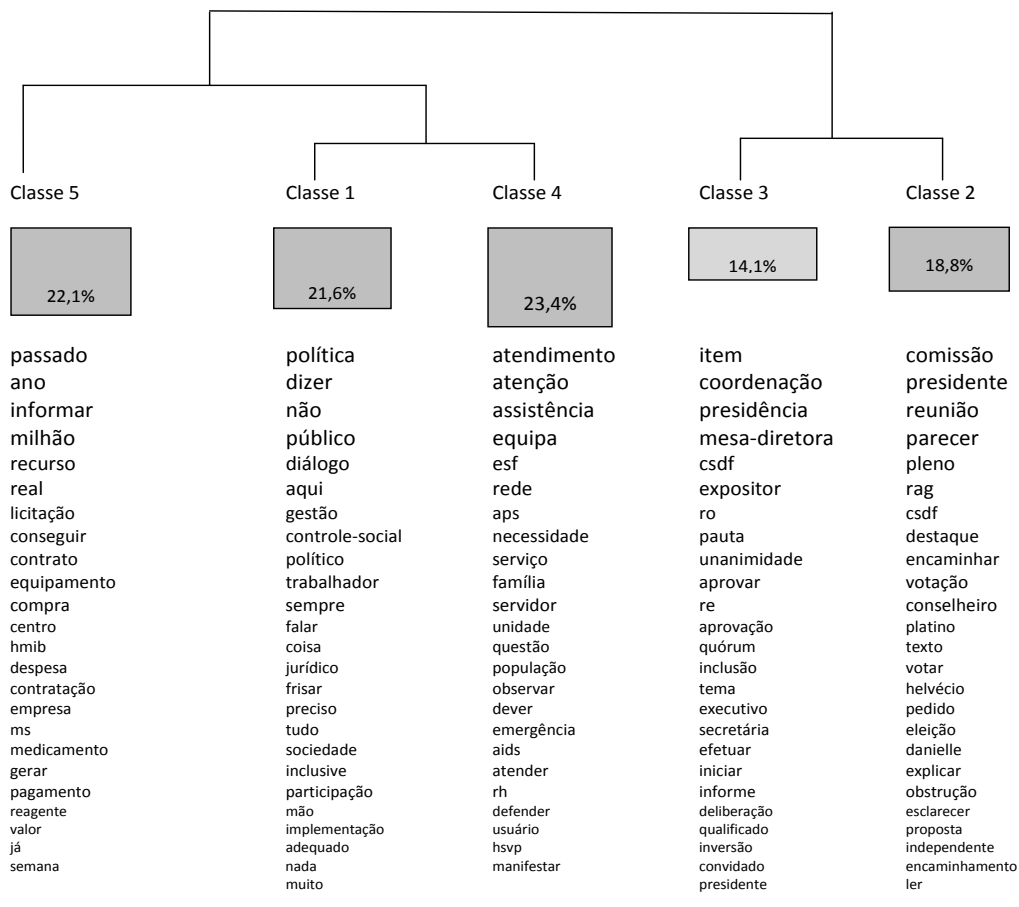 Classe 5
Classe 1
Classe 4
Classe 3
Classe 2
22,1%
21,6%
23,4%
14,1%
18,8%
passado
ano
informar
milhão
recurso
real
licitação
conseguir
contrato
equipamento
compra
centro
hmib
despesa
contratação
empresa
ms
medicamento
gerar
pagamento
reagente
valor
já
semana
política
dizer
não
público
diálogo
aqui
gestão
controle-social
político
trabalhador
sempre
falar
coisa
jurídico
frisar
preciso
tudo
sociedade
inclusive
participação
mão
implementação
adequado
nada
muito
atendimento
atenção
assistência
equipa
esf
rede
aps
necessidade
serviço
família
servidor
unidade
questão
população
observar
dever
emergência
aids
atender
rh
defender
usuário
hsvp
manifestar
item
coordenação
presidência
mesa-diretora
csdf
expositor
ro
pauta
unanimidade
aprovar
re
aprovação
quórum
inclusão
tema
executivo
secretária
efetuar
iniciar
informe
deliberação
qualificado
inversão
convidado
presidente
comissão
presidente
reunião
parecer
pleno
rag
csdf
destaque
encaminhar
votação
conselheiro
platino
texto
votar
helvécio
pedido
eleição
danielle
explicar
obstrução
esclarecer
proposta
independente
encaminhamento
ler